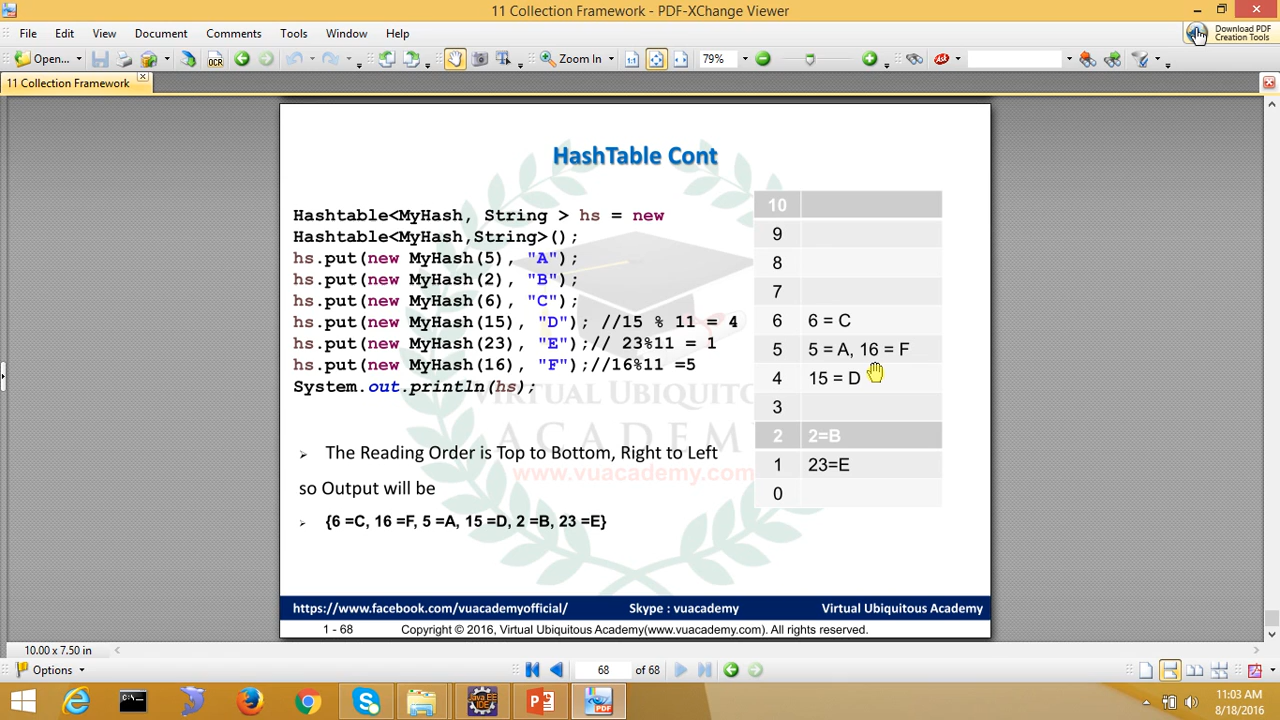 11 Collection Framework - PDF-XChange Viewer
File Edit View Document Comments Tools Window Help
Download PDF
Creation Tools
Open... OCR Zoom In 1:1 79% Ask
11 Collection Framework
HashTable Cont
Hashtable<MyHash, String > hs = new
Hashtable<MyHash,String>();
hs.put(new MyHash(5), "A");
hs.put(new MyHash(2), "B");
hs.put(new MyHash(6), "C");
hs.put(new MyHash(15), "D"); //15 % 11 = 4
hs.put(new MyHash(23), "E");// 23%11 = 1
hs.put(new MyHash(16), "F");//16%11 =5
System.out.println(hs);
10
9
8
7
6 6 = C
5 5 = A, 16 = F
4 15 = D
3
2 2=B
1 23=E
0
VIRTUAL UBIQUITOUS
ACADEMY
www.vuacademy.com
➢ The Reading Order is Top to Bottom, Right to Left
so Output will be
➢ {6 =C, 16 =F, 5 =A, 15 =D, 2 =B, 23 =E}
https://www.facebook.com/vuacademyofficial/ Skype : vuacademy Virtual Ubiquitous Academy
1 - 68 Copyright © 2016, Virtual Ubiquitous Academy(www.vuacademy.com). All rights reserved.
10.00 x 7.50 in
Options 68 of 68
Java EE
IDE
11:03 AM
8/18/2016